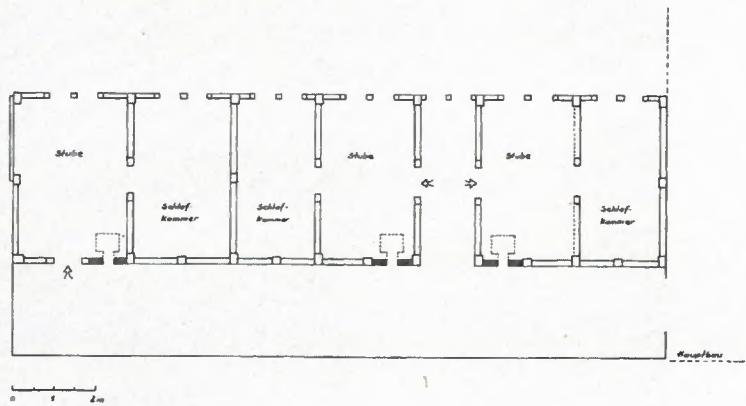 Stube
Schlaf-
kammer
Schlaf-
kammer
Stube
Stube
Schlaf-
kammer
Hauptbau
0 1 2m